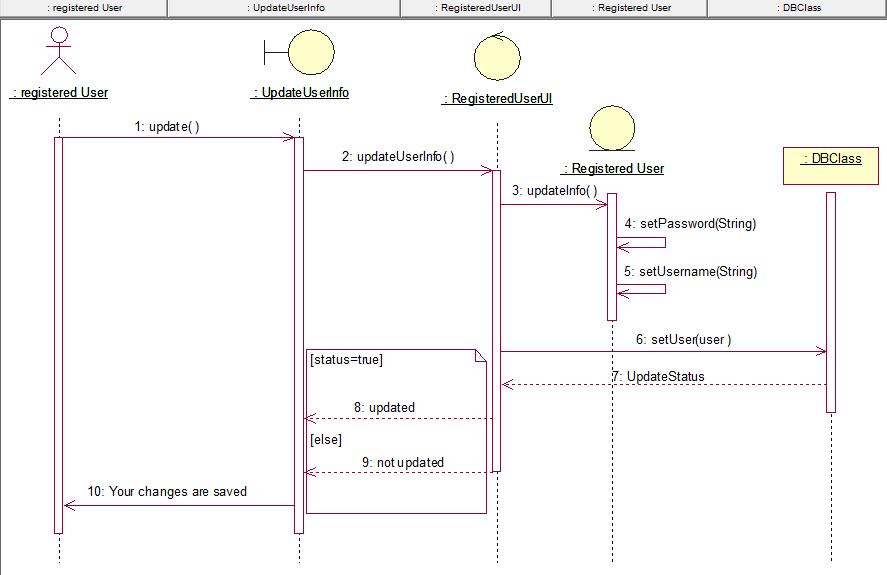 : registered User
: UpdateUserInfo
: RegisteredUserUI
: Registered User
: DBClass
: registered User
: UpdateUserInfo
: RegisteredUserUI
: Registered User
: DBClass
1: update( )
2: updateUserInfo( )
3: updateInfo( )
4: setPassword(String)
5: setUsername(String)
6: setUser(user )
[status=true]
7: UpdateStatus
8: updated
[else]
9: not updated
10: Your changes are saved